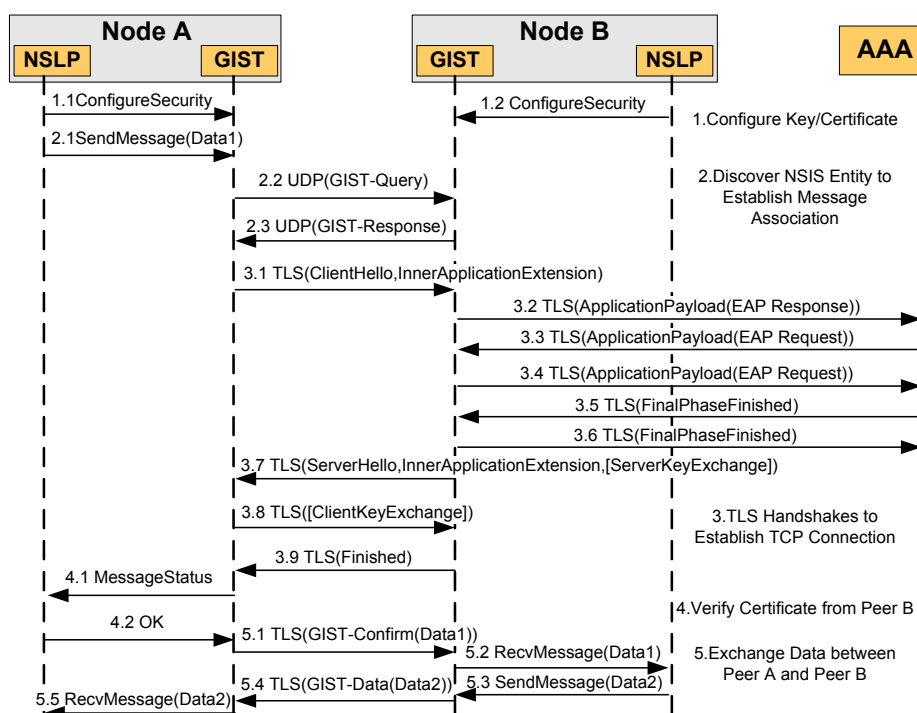 Node A
Node B
NSLP
GIST
GIST
NSLP
AAA
1.1ConfigureSecurity
1.2 ConfigureSecurity
1.Configure Key/Certificate
2.1SendMessage(Data1)
2.2 UDP(GIST-Query)
2.Discover NSIS Entity to
Establish Message
Association
2.3 UDP(GIST-Response)
3.1 TLS(ClientHello,InnerApplicationExtension)
3.2 TLS(ApplicationPayload(EAP Response))
3.3 TLS(ApplicationPayload(EAP Request))
3.4 TLS(ApplicationPayload(EAP Request))
3.5 TLS(FinalPhaseFinished)
3.6 TLS(FinalPhaseFinished)
3.7 TLS(ServerHello,InnerApplicationExtension,[ServerKeyExchange])
3.8 TLS([ClientKeyExchange])
3.TLS Handshakes to
Establish TCP Connection
3.9 TLS(Finished)
4.1 MessageStatus
4.Verify Certificate from Peer B
4.2 OK
5.1 TLS(GIST-Confirm(Data1))
5.2 RecvMessage(Data1)
5.Exchange Data between
Peer A and Peer B
5.3 SendMessage(Data2)
5.4 TLS(GIST-Data(Data2))
5.5 RecvMessage(Data2)